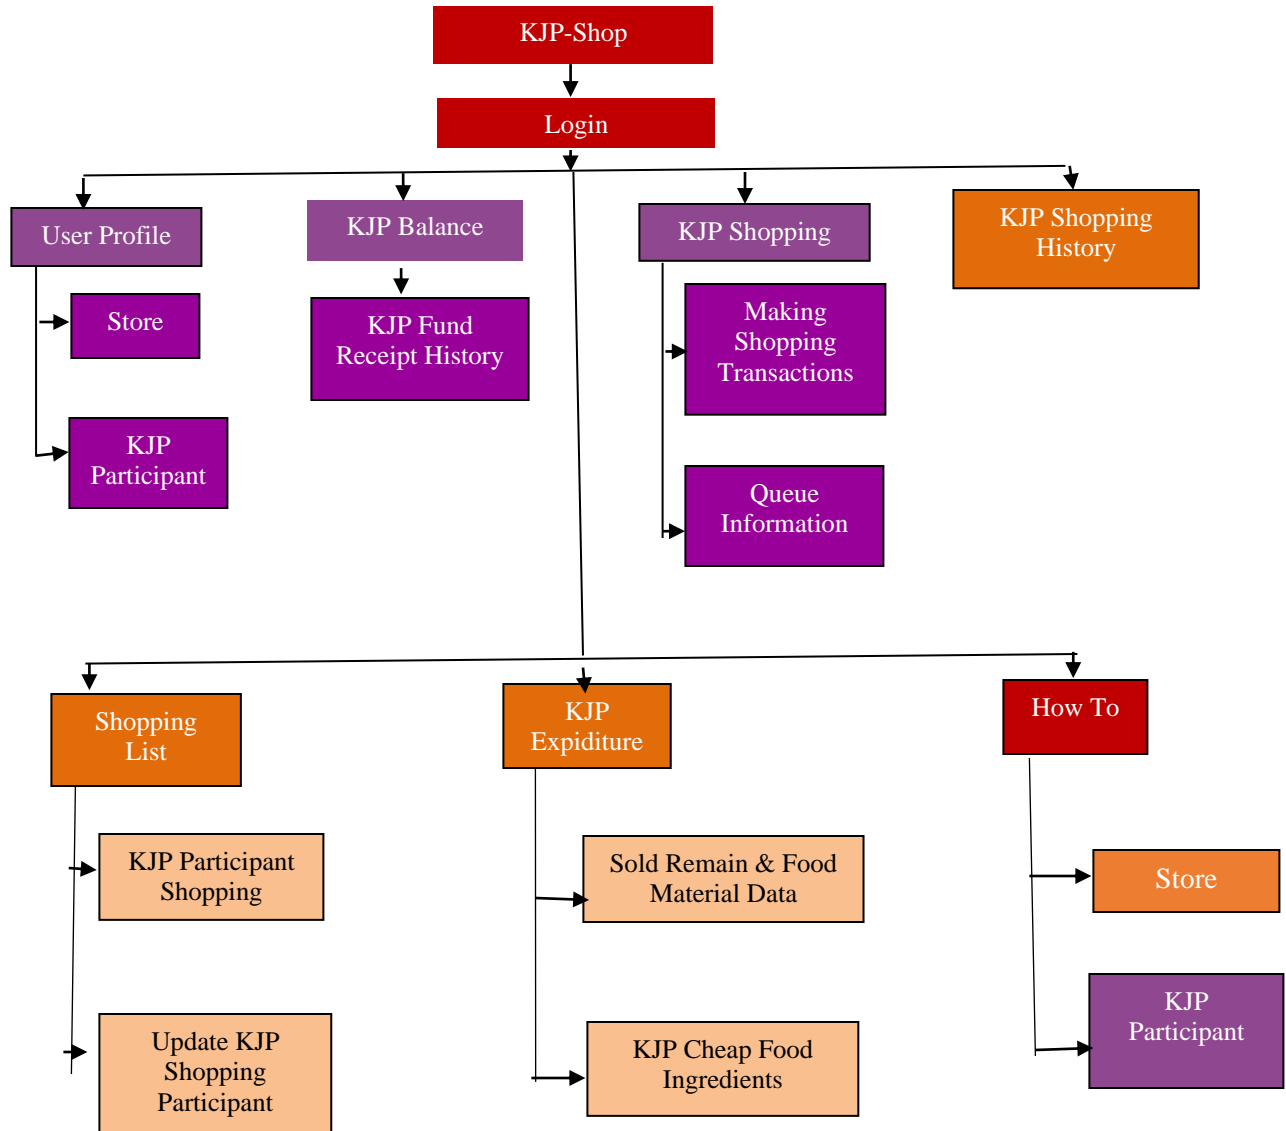 KJP-Shop
Login
User Profile
KJP Balance
KJP Shopping
KJP Shopping
History
Store
KJP Fund
Receipt History
Making
Shopping
Transactions
KJP
Participant
Queue
Information
Shopping
List
KJP
Expiditure
How To
KJP Participant
Shopping
Sold Remain & Food
Material Data
Store
Update KJP
Shopping
Participant
KJP Cheap Food
Ingredients
KJP
Participant